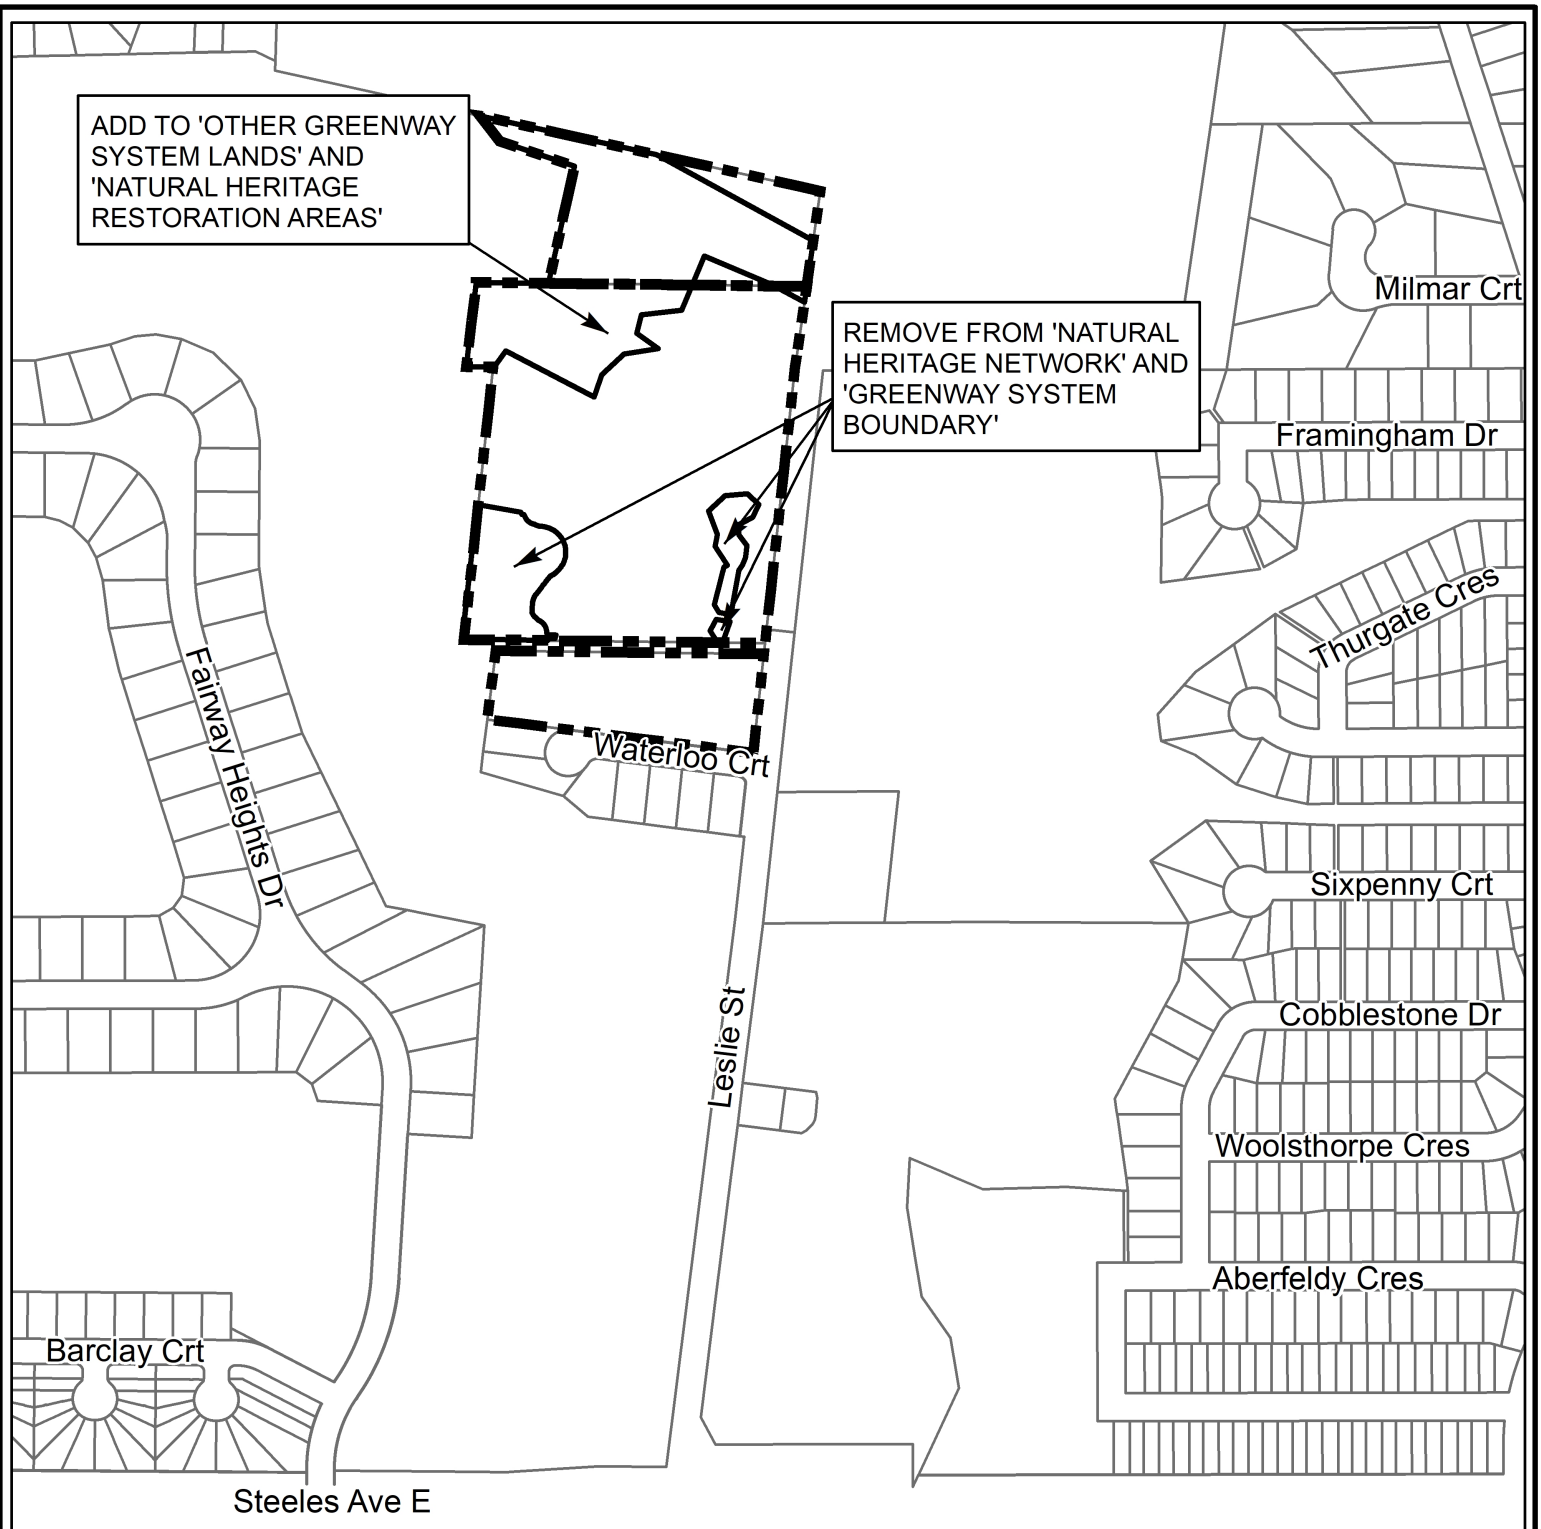 ADD TO 'OTHER GREENWAY
SYSTEM LANDS' AND
'NATURAL HERITAGE
RESTORATION AREAS'
Milmar Crt
REMOVE FROM 'NATURAL
HERITAGE NETWORK' AND
'GREENWAY SYSTEM
BOUNDARY'
Framingham Dr
Thurgate Cres
Fairway Heights Dr
Waterloo Crt
Sixpenny Crt
Leslie St
Cobblestone Dr
Woolsthorpe Cres
Aberfeldy Cres
Barclay Crt
Steeles Ave E